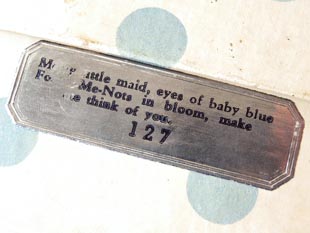 maid, eyes of baby blue
Me-Nots in bloom, make
think of you.
127